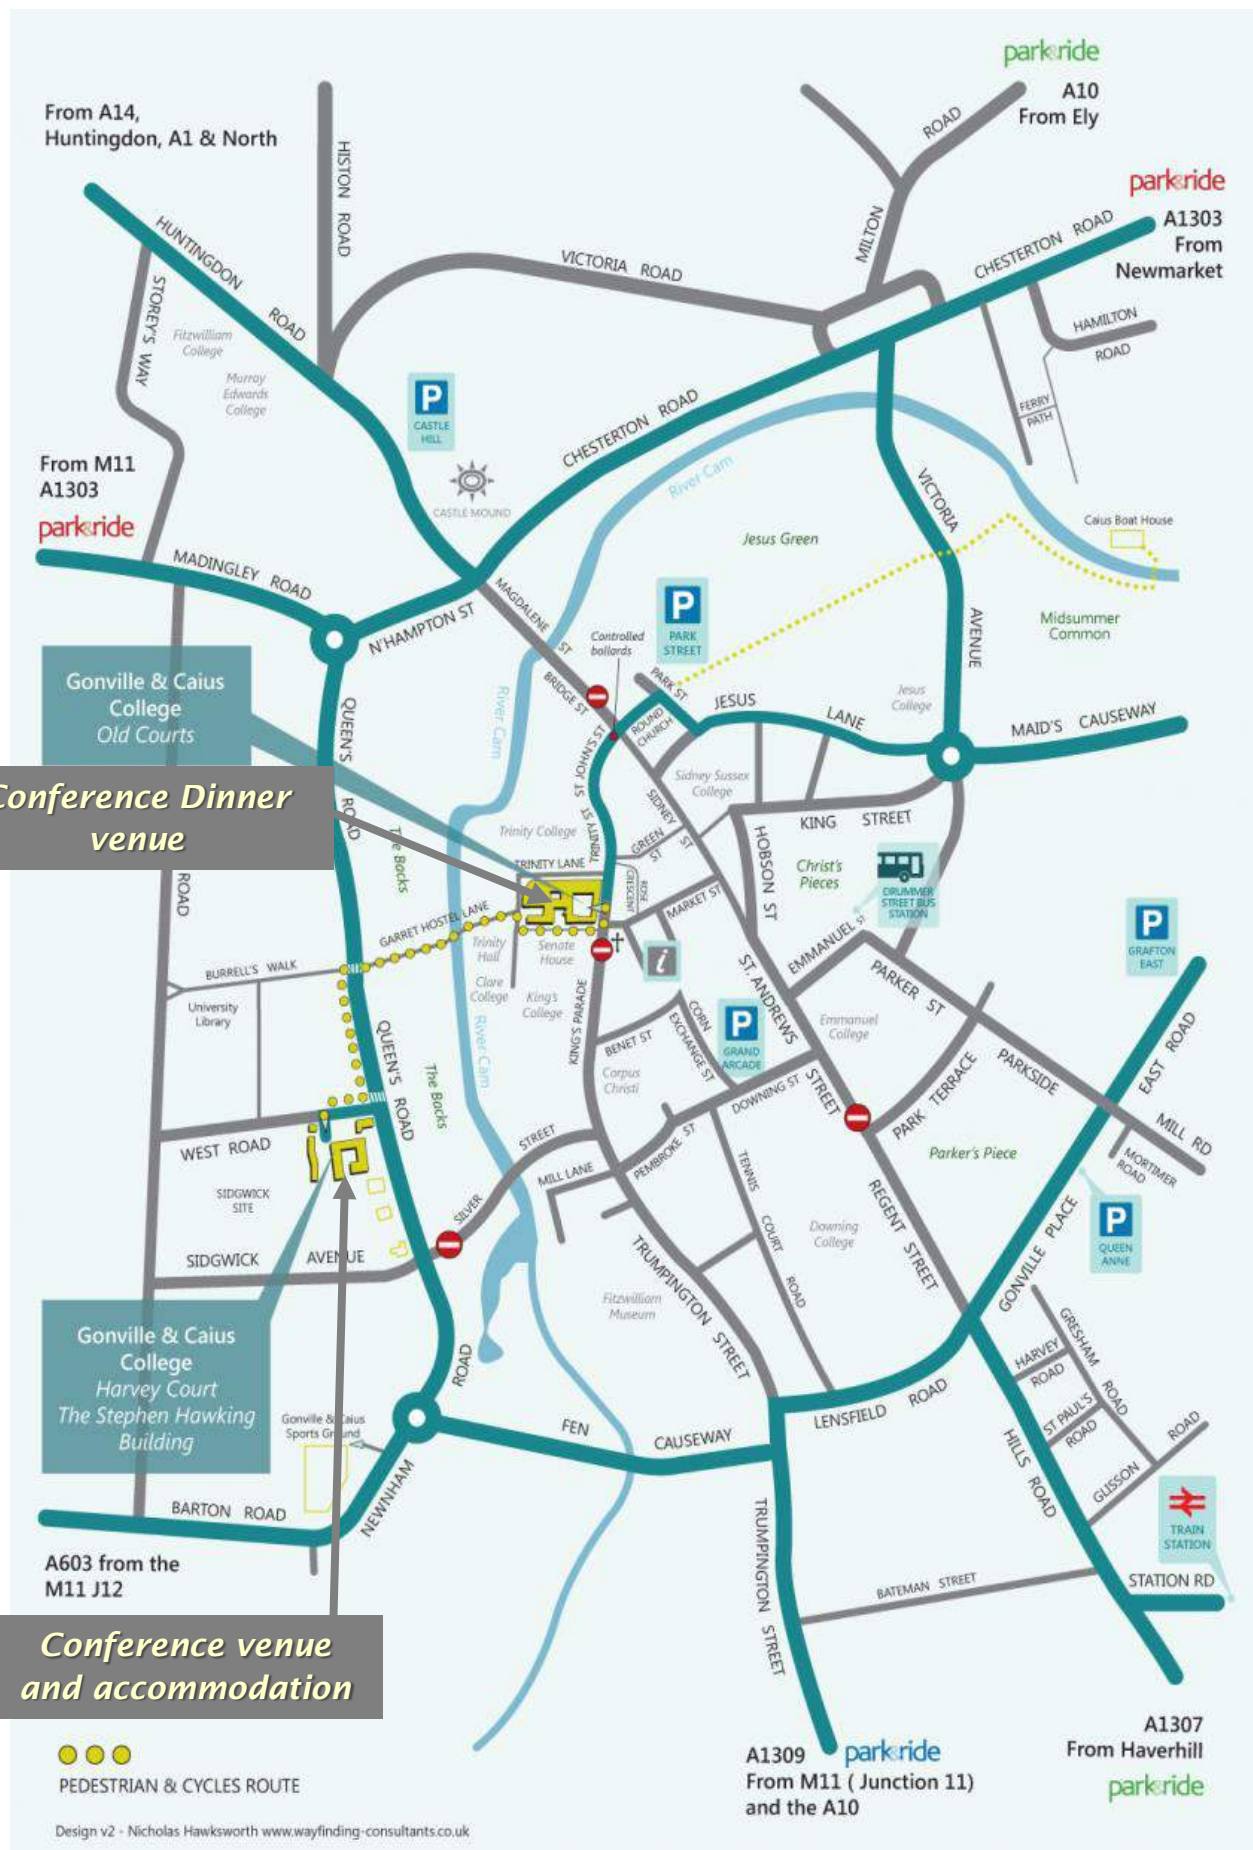 park&ride
A10
From Ely
From A14,
Huntingdon, A1 & North
HISTON ROAD
MILTON ROAD
park&ride
A1303
From
Newmarket
CHESTERTON ROAD
HUNTINGDON ROAD
VICTORIA ROAD
STOREY'S WAY
HAMILTON
ROAD
Fitzwilliam
College
Murray
Edwards
College
P
CASTLE
HILL
FERRY
PATH
CHESTERTON ROAD
From M11
A1303
park&ride
River Cam
CASTLE MOUND
VICTORIA AVENUE
Caius Boat House
Jesus Green
MADINGLEY ROAD
N'HAMPTON ST
MAGDALENE ST
P
PARK
STREET
Midsummer
Common
Controlled
bollards
Gonville & Caius
College
Old Courts
BRIDGE ST
PARK ST
River Cam
QUEEN'S ROAD
ROUND
CHURCH
JESUS LANE
Jesus
College
MAID'S CAUSEWAY
ST JOHN'S ST
Sidney Sussex
College
Conference Dinner
venue
SIDNEY ST
KING STREET
Trinity College
TRINITY ST
GREEN
ST
HOBSON ST
The Backs
TRINITY LANE
Christ's
Pieces
DRUMMER
STREET BUS
STATION
ROAD
ROSE
CRESCENT
MARKET ST
GARRET HOSTEL LANE
EMMANUEL ST
P
GRAFTON
EAST
Trinity
Hall
Senate
House
i
BURRELL'S WALK
PARKER ST
University
Library
Clare
College
King's
College
KING'S PARADE
ST. ANDREWS STREET
CORN
EXCHANGE ST
P
GRAND
ARCADE
Emmanuel
College
QUEEN'S ROAD
River Cam
BENET ST
EAST ROAD
The Backs
Corpus
Christi
PARKSIDE
DOWNING ST
PARK TERRACE
WEST ROAD
SILVER STREET
MILL RD
MILL LANE
PEMBROKE ST
TENNIS COURT ROAD
Parker's Piece
MORTIMER
ROAD
SIDGWICK
SITE
REGENT STREET
P
QUEEN
ANNE
SIDGWICK AVENUE
Downing
College
GONVILLE PLACE
TRUMPINGTON STREET
Fitzwilliam
Museum
Gonville & Caius
College
Harvey Court
The Stephen Hawking
Building
GRESHAM ROAD
HARVEY
ROAD
ST PAUL'S
ROAD
Gonville & Caius
Sports Ground
NEWNHAM ROAD
FEN CAUSEWAY
LENSFIELD ROAD
HILLS ROAD
GLISSON ROAD
BARTON ROAD
TRAIN
STATION
A603 from the
M11 J12
TRUMPINGTON STREET
BATEMAN STREET
STATION RD
Conference venue
and accommodation
A1307
From Haverhill
park&ride
A1309 park&ride
From M11 ( Junction 11)
and the A10
PEDESTRIAN & CYCLES ROUTE
Design v2 - Nicholas Hawksworth www.wayfinding-consultants.co.uk